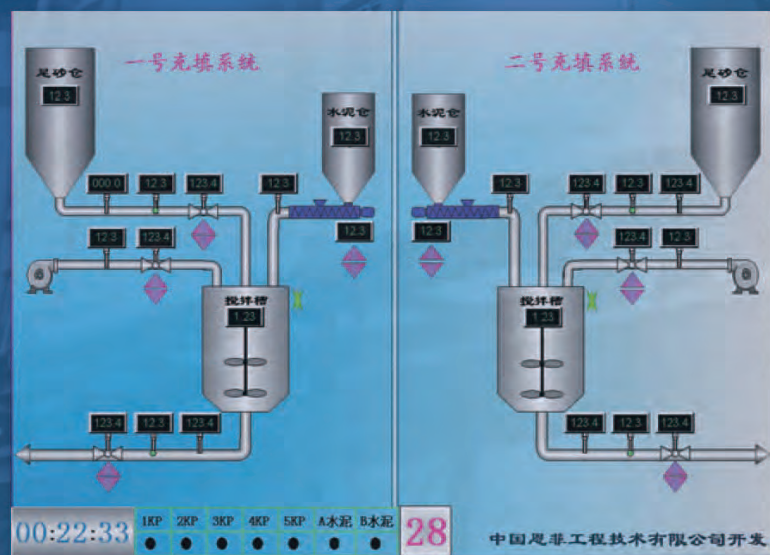 一号充填系统
尾砂仓
12.3
水泥仓
12.3
000.0 12.3 123.4 12.3
12.3
12.3 123.4
搅拌槽
1.23
123.4 12.3 123.4
二号充填系统
尾砂仓
12.3
水泥仓
12.3
12.3 123.4 12.3 123.4
12.3
123.4 12.3
搅拌槽
1.23
123.4 12.3 123.4
00:22:33
1KP 2KP 3KP 4KP 5KP A水泥 B水泥
28
中国恩菲工程技术有限公司开发